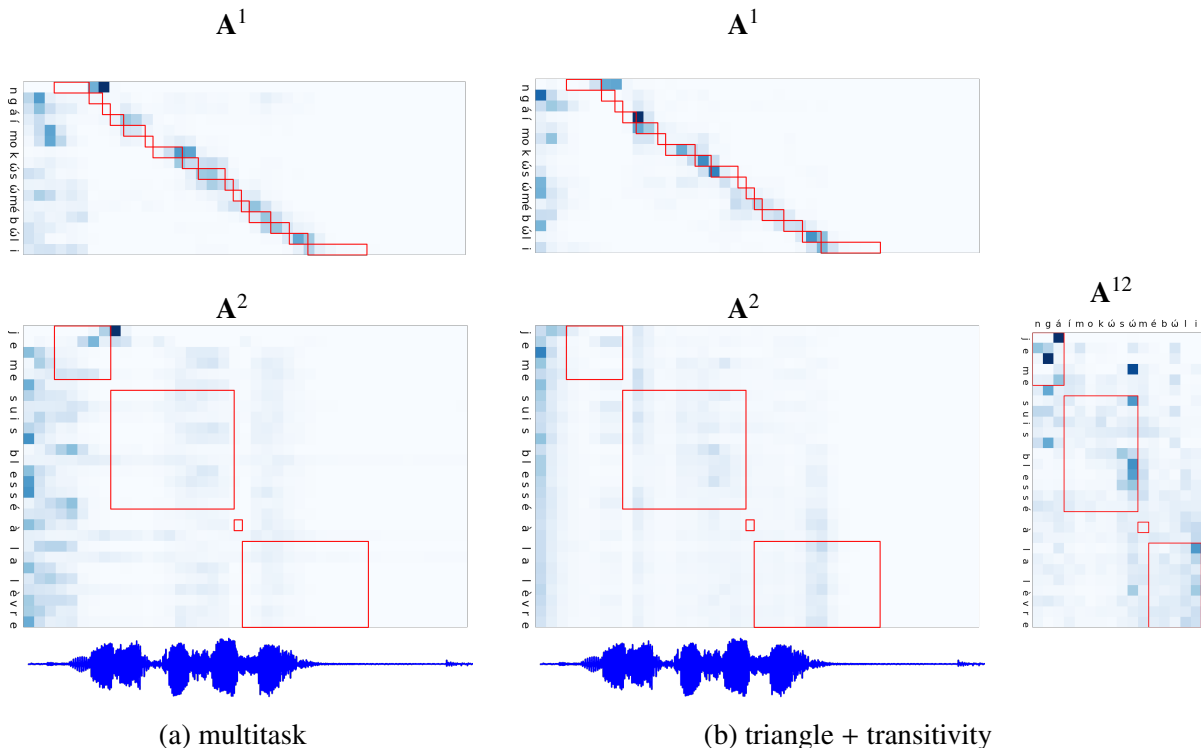 A1
A1
n g á í m o k ɔ́ s ɔ́ m é b ɔ́ l i
n g á í m o k ɔ́ s ɔ́ m é b ɔ́ l i
A2
A2
A12
n g á í m o k ɔ́ s ɔ́ m é b ɔ́ l i
j e m e s u i s b l e s s é à l a l è v r e
j e m e s u i s b l e s s é à l a l è v r e
j e m e s u i s b l e s s é à l a l è v r e
(a) multitask
(b) triangle + transitivity